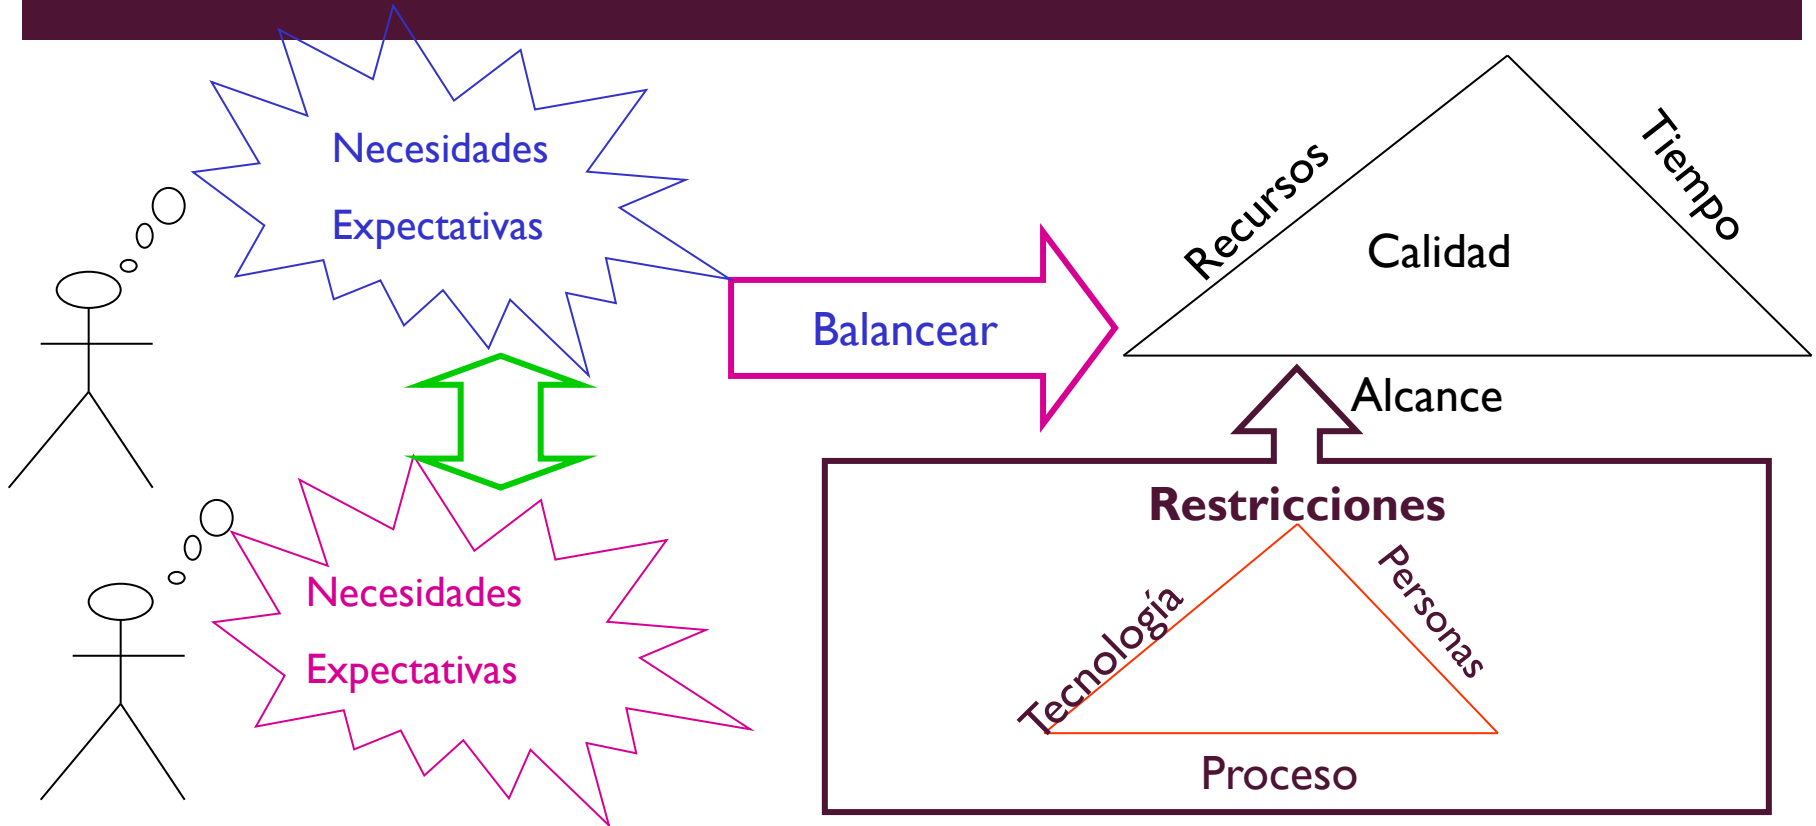 Necesidades
Expectativas
Necesidades
Expectativas
Balancear
Recursos
Tiempo
Calidad
Alcance
Restricciones
Tecnología
Personas
Proceso